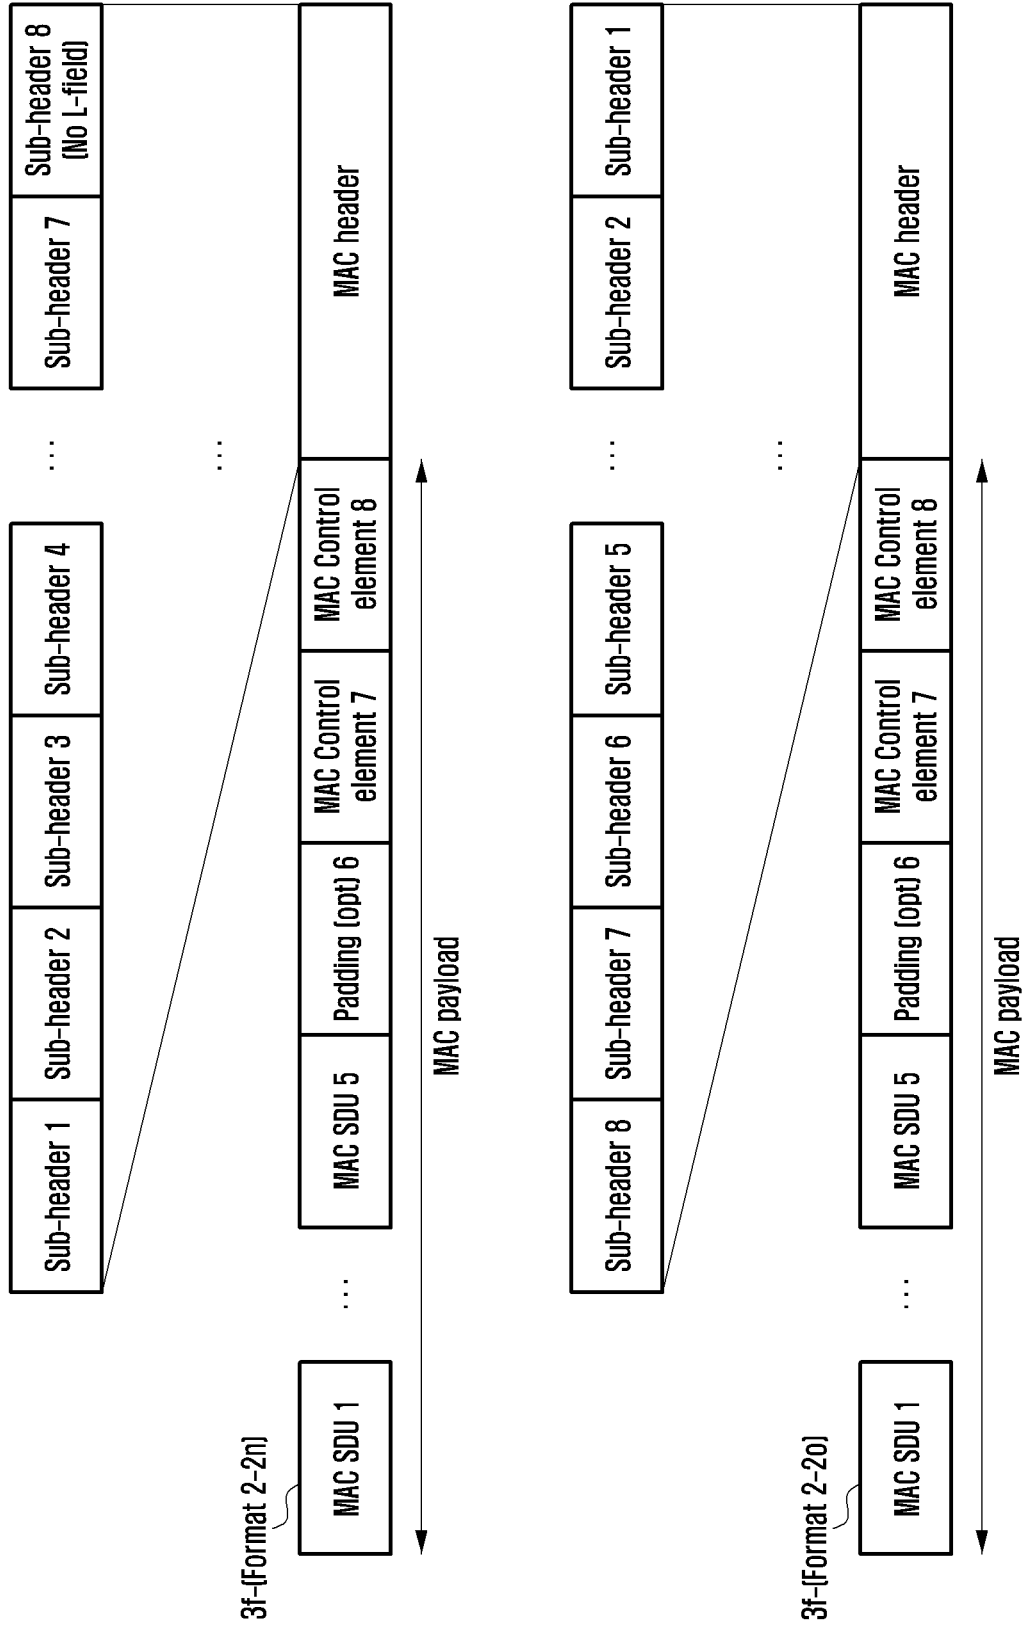 Sub-header 1
Sub-header 2
Sub-header 3
Sub-header 4
...
Sub-header 7
Sub-header 8
(No L-field)
...
3f-(Format 2-2n)
MAC SDU 1
...
MAC SDU 5
Padding (opt) 6
MAC Control
element 7
MAC Control
element 8
MAC header
MAC payload
Sub-header 8
Sub-header 7
Sub-header 6
Sub-header 5
...
Sub-header 2
Sub-header 1
...
3f-(Format 2-2o)
MAC SDU 1
...
MAC SDU 5
Padding (opt) 6
MAC Control
element 7
MAC Control
element 8
MAC header
MAC payload